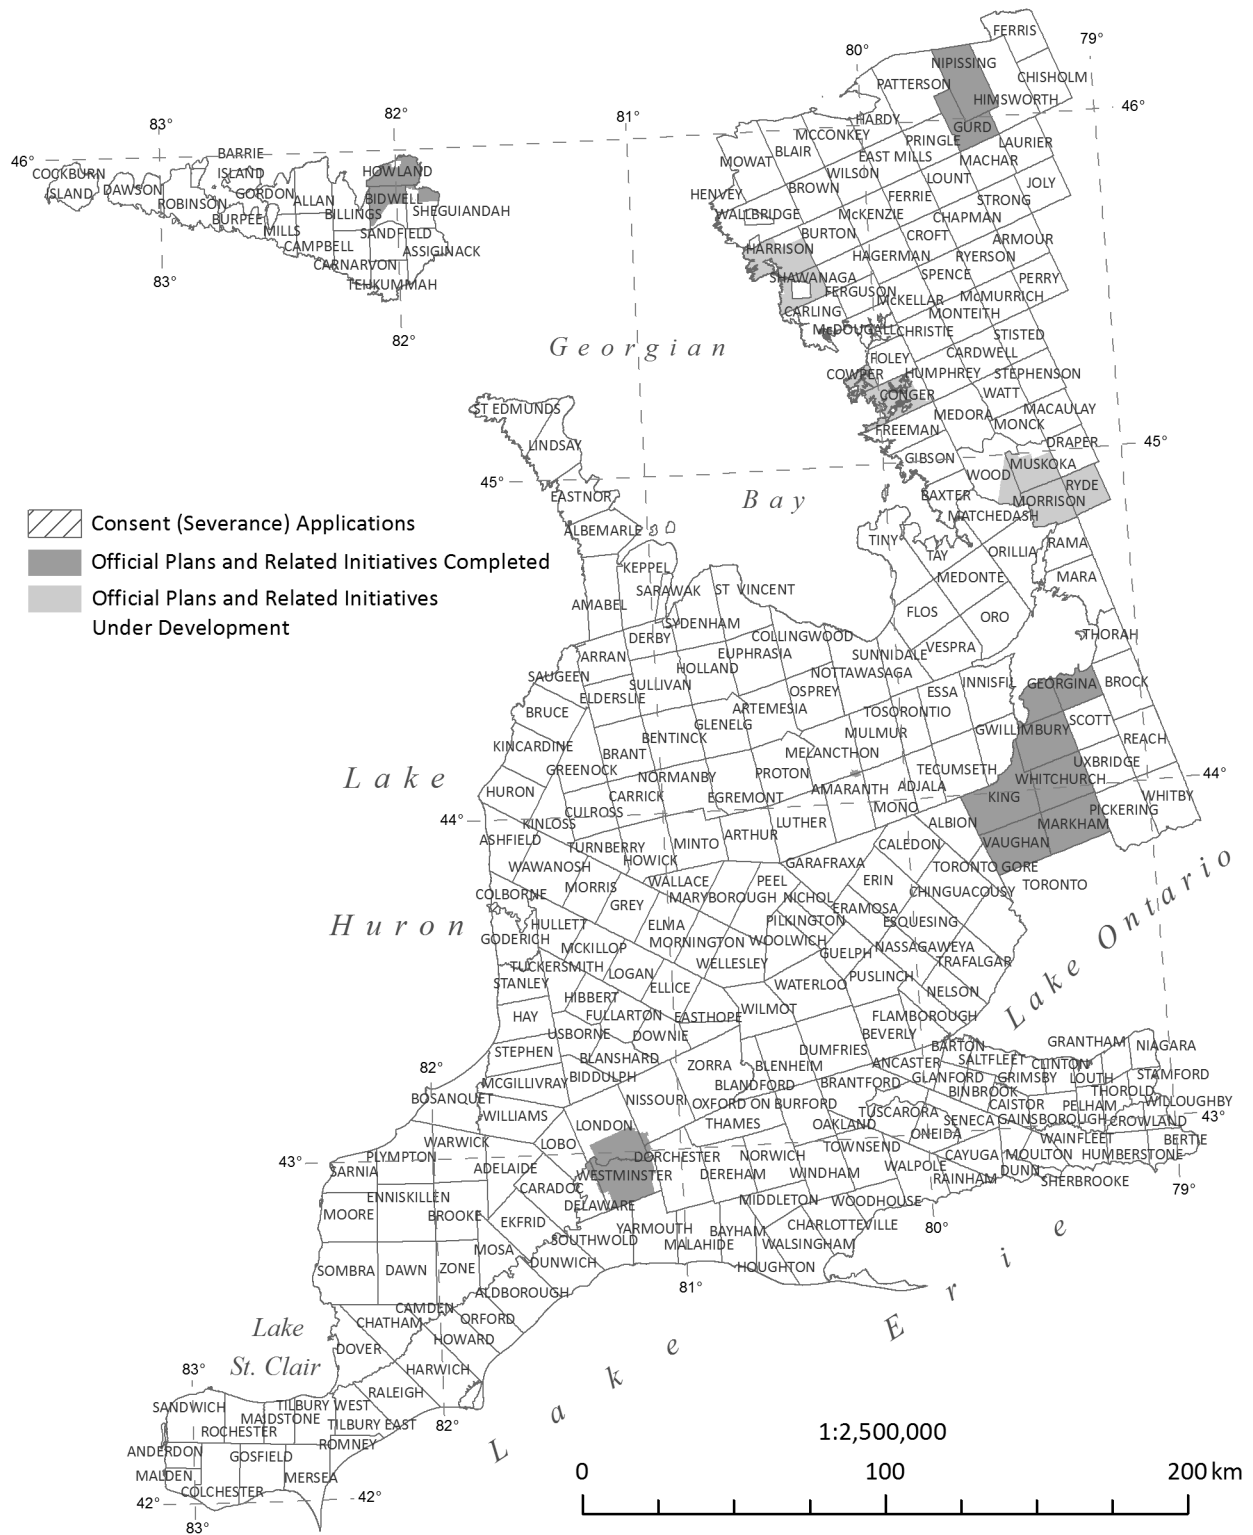 FERRIS
79°
80°
NIPISSING
CHISHOLM
PATTERSON
HIMSWORTH
46°
82°
81°
83°
HARDY
GURD
MCCONKEY
PRINGLE
LAURIER
BLAIR
EAST MILLS
MACHAR
MOWAT
BARRIE
ISLAND
46°
COCKBURN
ISLAND
DAWSON
HOWLAND
WILSON
LOUNT
JOLY
BROWN
HENVEY
FERRIE
STRONG
GORDON
ALLAN
BIDWELL
ROBINSON
SHEGUIANDAH
BILLINGS
BURPEE
WALLBRIDGE
McKENZIE
CHAPMAN
MILLS
SANDFIELD
BURTON
CROFT
ARMOUR
CAMPBELL
ASSIGINACK
HARRISON
HAGERMAN
RYERSON
CARNARVON
SHAWANAGA
SPENCE
PERRY
83°
TEHKUMMAH
FERGUSON
McKELLAR
McMURRICH
CARLING
MONTEITH
McDOUGALL
CHRISTIE
STISTED
82°
Georgian
FOLEY
CARDWELL
COWPER
HUMPHREY
STEPHENSON
CONGER
WATT
ST EDMUNDS
MEDORA
MACAULAY
MONCK
FREEMAN
LINDSAY
DRAPER
45°
GIBSON
MUSKOKA
WOOD
45°
RYDE
EASTNOR
Bay
BAXTER
MORRISON
MATCHEDASH
Consent (Severance) Applications
ALBEMARLE
TINY
TAY
ORILLIA
RAMA
Official Plans and Related Initiatives Completed
KEPPEL
MEDONTE
MARA
SARAWAK
ST VINCENT
Official Plans and Related Initiatives
Under Development
AMABEL
FLOS
ORO
SYDENHAM
DERBY
COLLINGWOOD
THORAH
ARRAN
EUPHRASIA
SUNNIDALE
VESPRA
HOLLAND
SAUGEEN
NOTTAWASAGA
SULLIVAN
INNISFIL
GEORGINA
BROCK
ELDERSLIE
OSPREY
ESSA
BRUCE
ARTEMESIA
TOSORONTIO
GLENELG
SCOTT
GWILLIMBURY
BENTINCK
MULMUR
REACH
KINCARDINE
BRANT
MELANCTHON
UXBRIDGE
GREENOCK
NORMANBY
PROTON
TECUMSETH
WHITCHURCH
44°
Lake
HURON
CARRICK
EGREMONT
AMARANTH
ADJALA
KING
WHITBY
CULROSS
MONO
PICKERING
44°
KINLOSS
LUTHER
ALBION
MARKHAM
ASHFIELD
TURNBERRY
MINTO
ARTHUR
CALEDON
VAUGHAN
WAWANOSH
HOWICK
GARAFRAXA
TORONTO GORE
MORRIS
WALLACE
PEEL
ERIN
TORONTO
COLBORNE
GREY
MARYBOROUGH
NICHOL
CHINGUACOUSY
ERAMOSA
Huron
HULLETT
ELMA
PILKINGTON
ESQUESING
GODERICH
MCKILLOP
MORNINGTON
WOOLWICH
GUELPH
NASSAGAWEYA
TUCKERSMITH
LOGAN
WELLESLEY
TRAFALGAR
STANLEY
PUSLINCH
HIBBERT
ELLICE
WATERLOO
NELSON
Lake Ontario
HAY
FULLARTON
EASTHOPE
WILMOT
FLAMBOROUGH
USBORNE
DOWNIE
BEVERLY
STEPHEN
BLANSHARD
DUMFRIES
BARTON
GRANTHAM
NIAGARA
ZORRA
BLENHEIM
ANCASTER
SALTFLEET
CLINTON
82°
MCGILLIVRAY
BIDDULPH
BLANDFORD
BRANTFORD
GLANFORD
GRIMSBY
LOUTH
STAMFORD
BOSANQUET
NISSOURI
OXFORD ON BURFORD
BINBROOK
THOROLD
WILLIAMS
TUSCARORA
CAISTOR
PELHAM
WILLOUGHBY
LONDON
THAMES
OAKLAND
SENECA
GAINSBOROUGH
CROWLAND
43°
WARWICK
LOBO
ONEIDA
WAINFLEET
BERTIE
PLYMPTON
DORCHESTER
NORWICH
TOWNSEND
CAYUGA
MOULTON
HUMBERSTONE
43°
SARNIA
ADELAIDE
WESTMINSTER
DEREHAM
WINDHAM
WALPOLE
DUNN
CARADOC
RAINHAM
SHERBROOKE
ENNISKILLEN
79°
MOORE
BROOKE
DELAWARE
MIDDLETON
WOODHOUSE
EKFRID
YARMOUTH
BAYHAM
CHARLOTTEVILLE
80°
SOUTHWOLD
MALAHIDE
WALSINGHAM
MOSA
DUNWICH
SOMBRA
DAWN
ZONE
HOUGHTON
ALDBOROUGH
81°
CAMDEN
ORFORD
CHATHAM
Lake
St. Clair
HOWARD
DOVER
Lake Erie
83°
HARWICH
RALEIGH
SANDWICH
TILBURY WEST
MAIDSTONE
TILBURY EAST
82°
ROCHESTER
ROMNEY
ANDERDON
GOSFIELD
MALDEN
MERSEA
COLCHESTER
42°
42°
83°
1:2,500,000
0 100 200 km